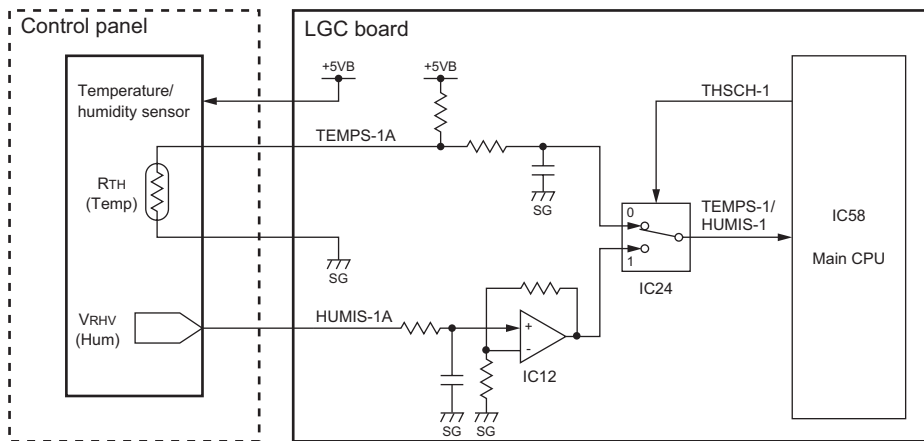 Control panel
LGC board
Temperature/
humidity sensor
+5VB
+5VB
THSCH-1
TEMPS-1A
RTH
(Temp)
SG
SG
0
1
TEMPS-1/
HUMIS-1
IC58
Main CPU
IC24
VRHV
(Hum)
HUMIS-1A
+
-
IC12
SG
SG